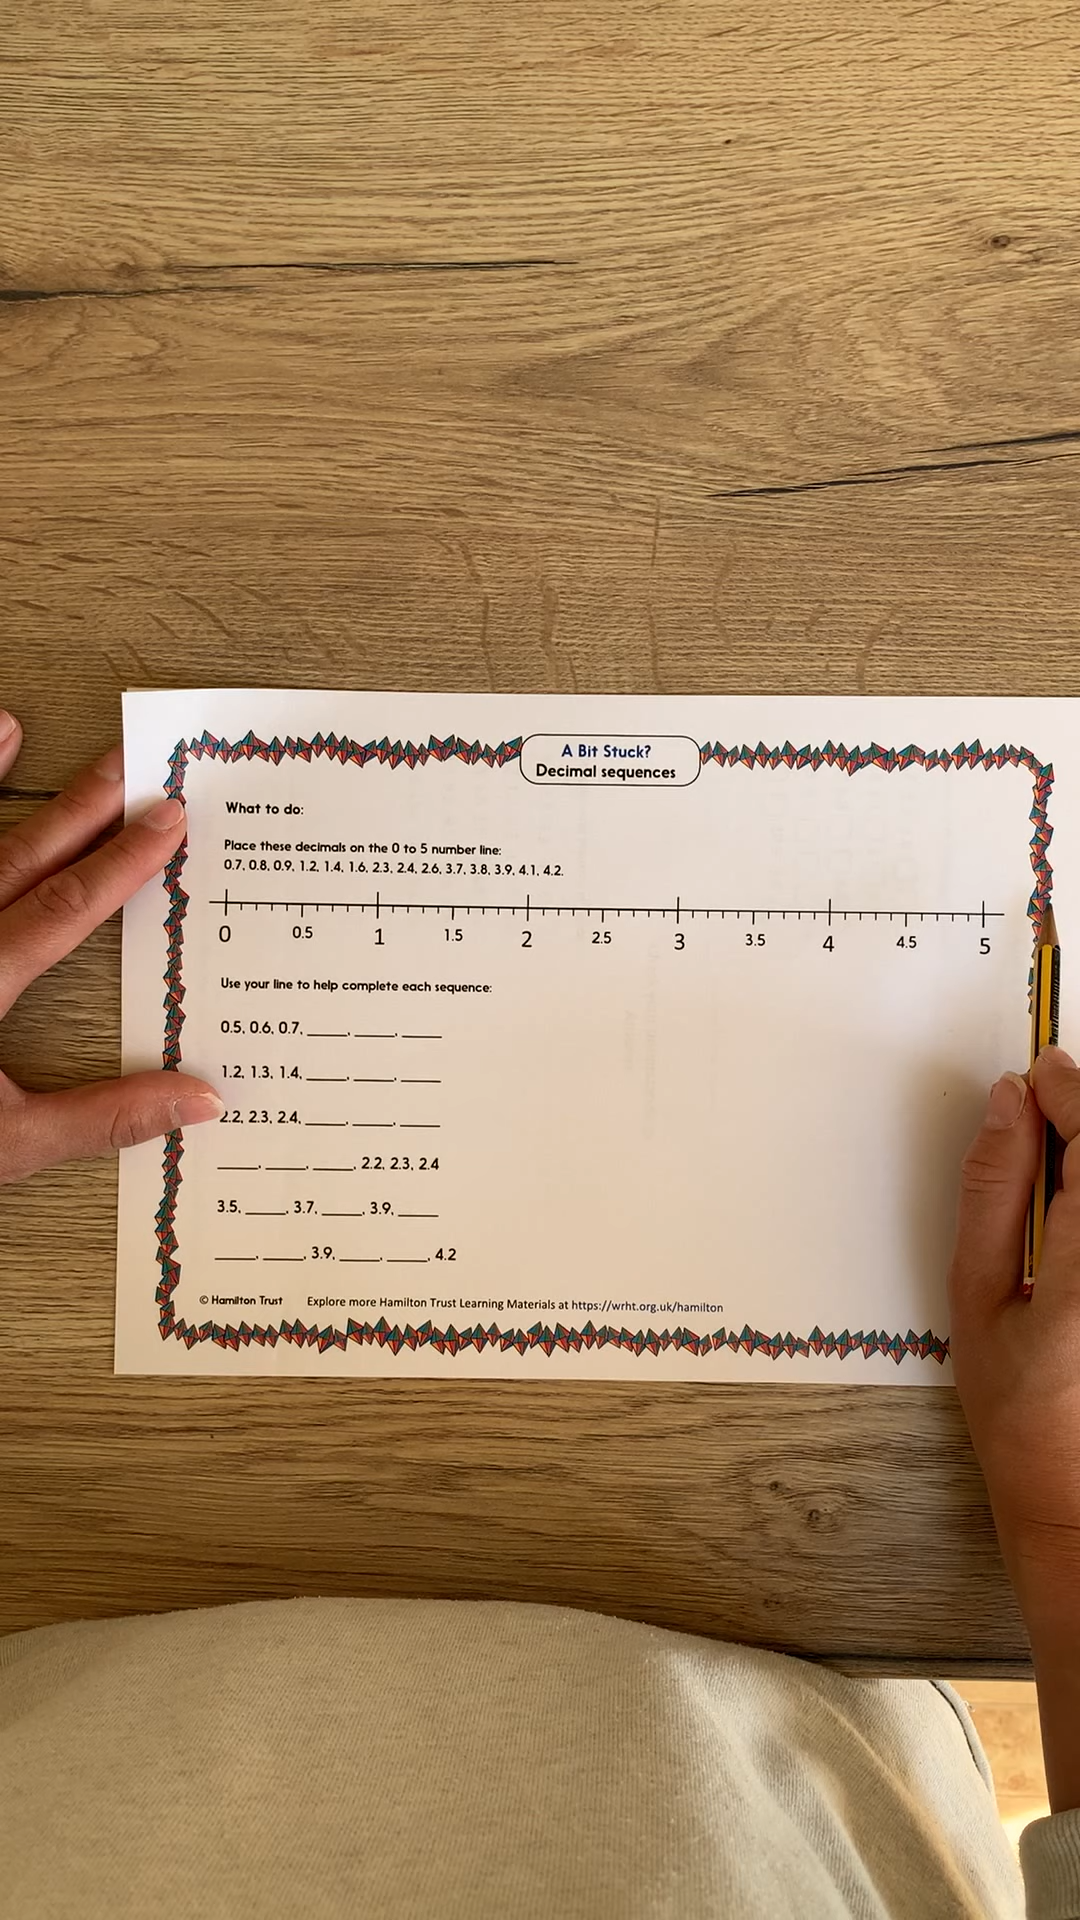 A Bit Stuck?
Decimal sequences
What to do:
Place these decimals on the 0 to 5 number line:
0.7, 0.8, 0.9, 1.2, 1.4, 1.6, 2.3, 2.4, 2.6, 3.7, 3.8, 3.9, 4.1, 4.2.
0 0.5 1 1.5 2 2.5 3 3.5 4 4.5 5
Use your line to help complete each sequence:
0.5, 0.6, 0.7, _____, _____, _____
1.2, 1.3, 1.4, _____, _____, _____
2.2, 2.3, 2.4, _____, _____, _____
_____, _____, _____, 2.2, 2.3, 2.4
3.5, _____, 3.7, _____, 3.9, _____
_____, _____, 3.9, _____, _____, 4.2
© Hamilton Trust Explore more Hamilton Trust Learning Materials at https://wrht.org.uk/hamilton